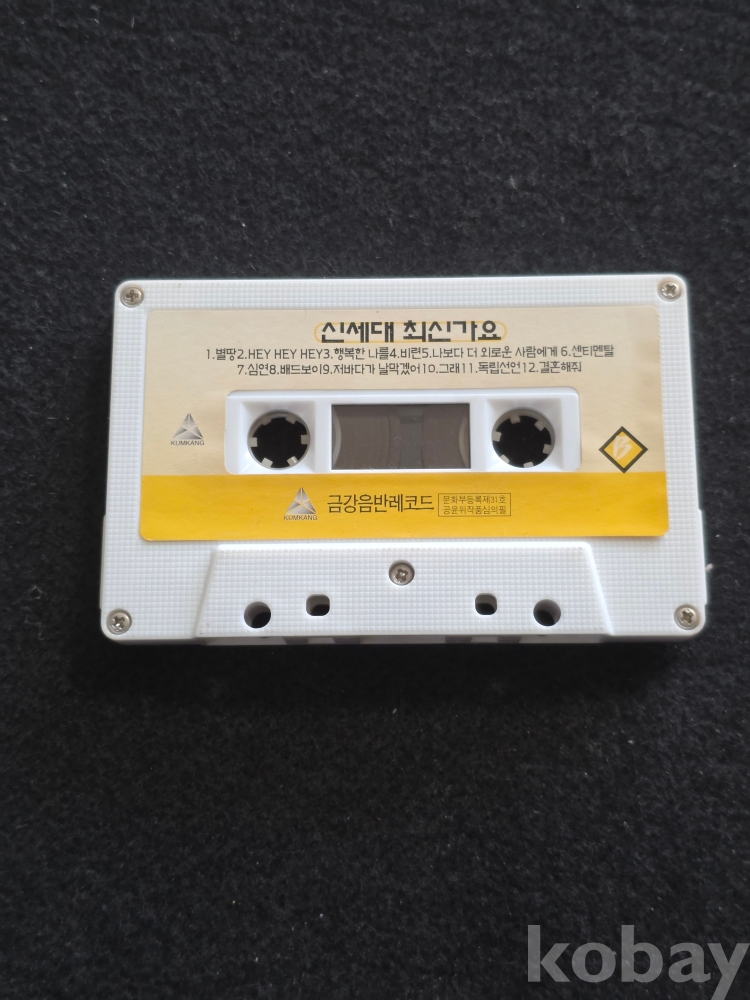 신세대 최신가요
1.별땅2.HEY HEY HEY3.행복한 나를4.비련5.나보다 더 외로운 사람에게 6.센티멘탈
7.심연8.배드보이9.저바다가 날막겠어10.그래11.독립선언12.결혼해줘
KUMKANG
B
KUMKANG
금강음반레코드
문화부등록제31호
공윤위작품심의필
kobay